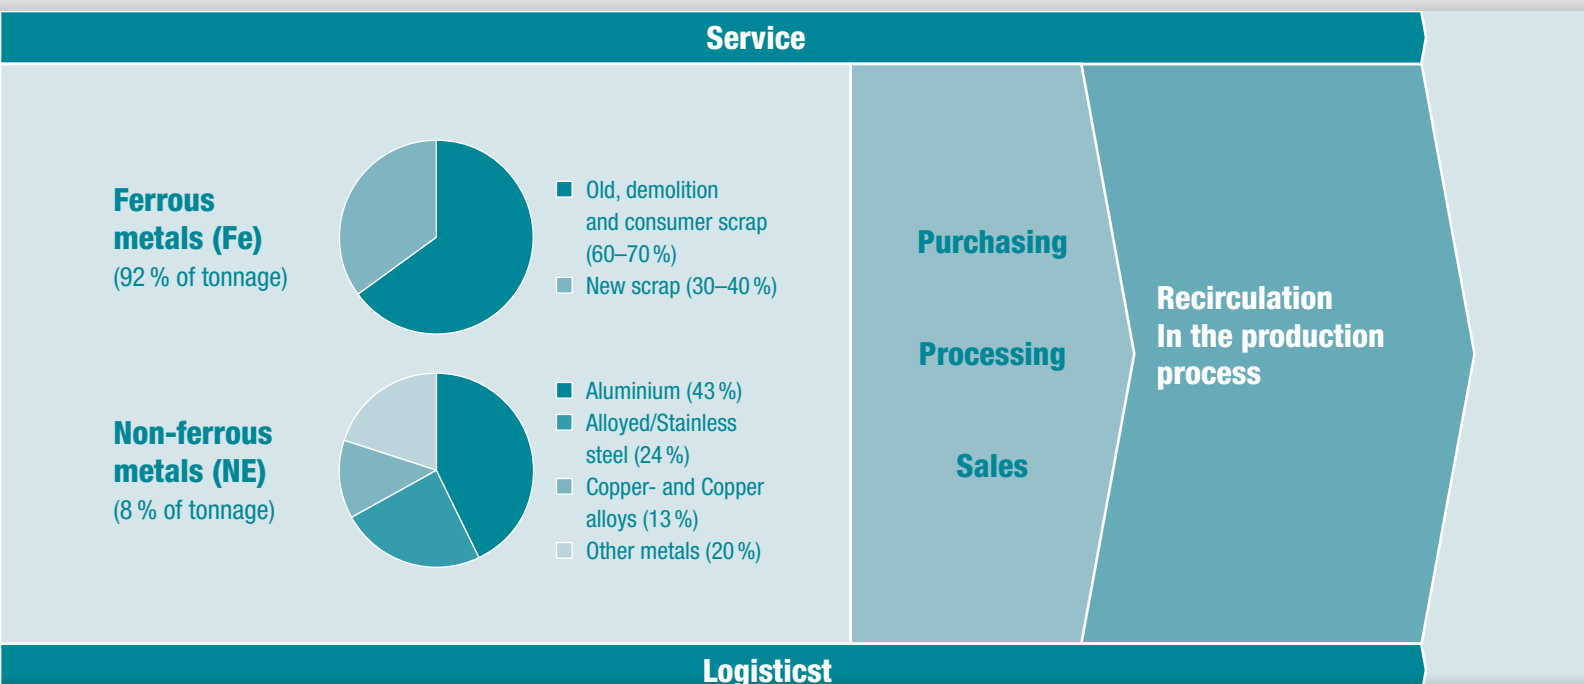 Service
Ferrous
metals (Fe)
(92 % of tonnage)
Old, demolition
and consumer scrap
(60–70 %)
New scrap (30–40 %)
Non-ferrous
metals (NE)
(8 % of tonnage)
Aluminium (43 %)
Alloyed/Stainless
steel (24 %)
Copper- and Copper
alloys (13 %)
Other metals (20 %)
Purchasing
Processing
Sales
Recirculation
In the production
process
Logisticst